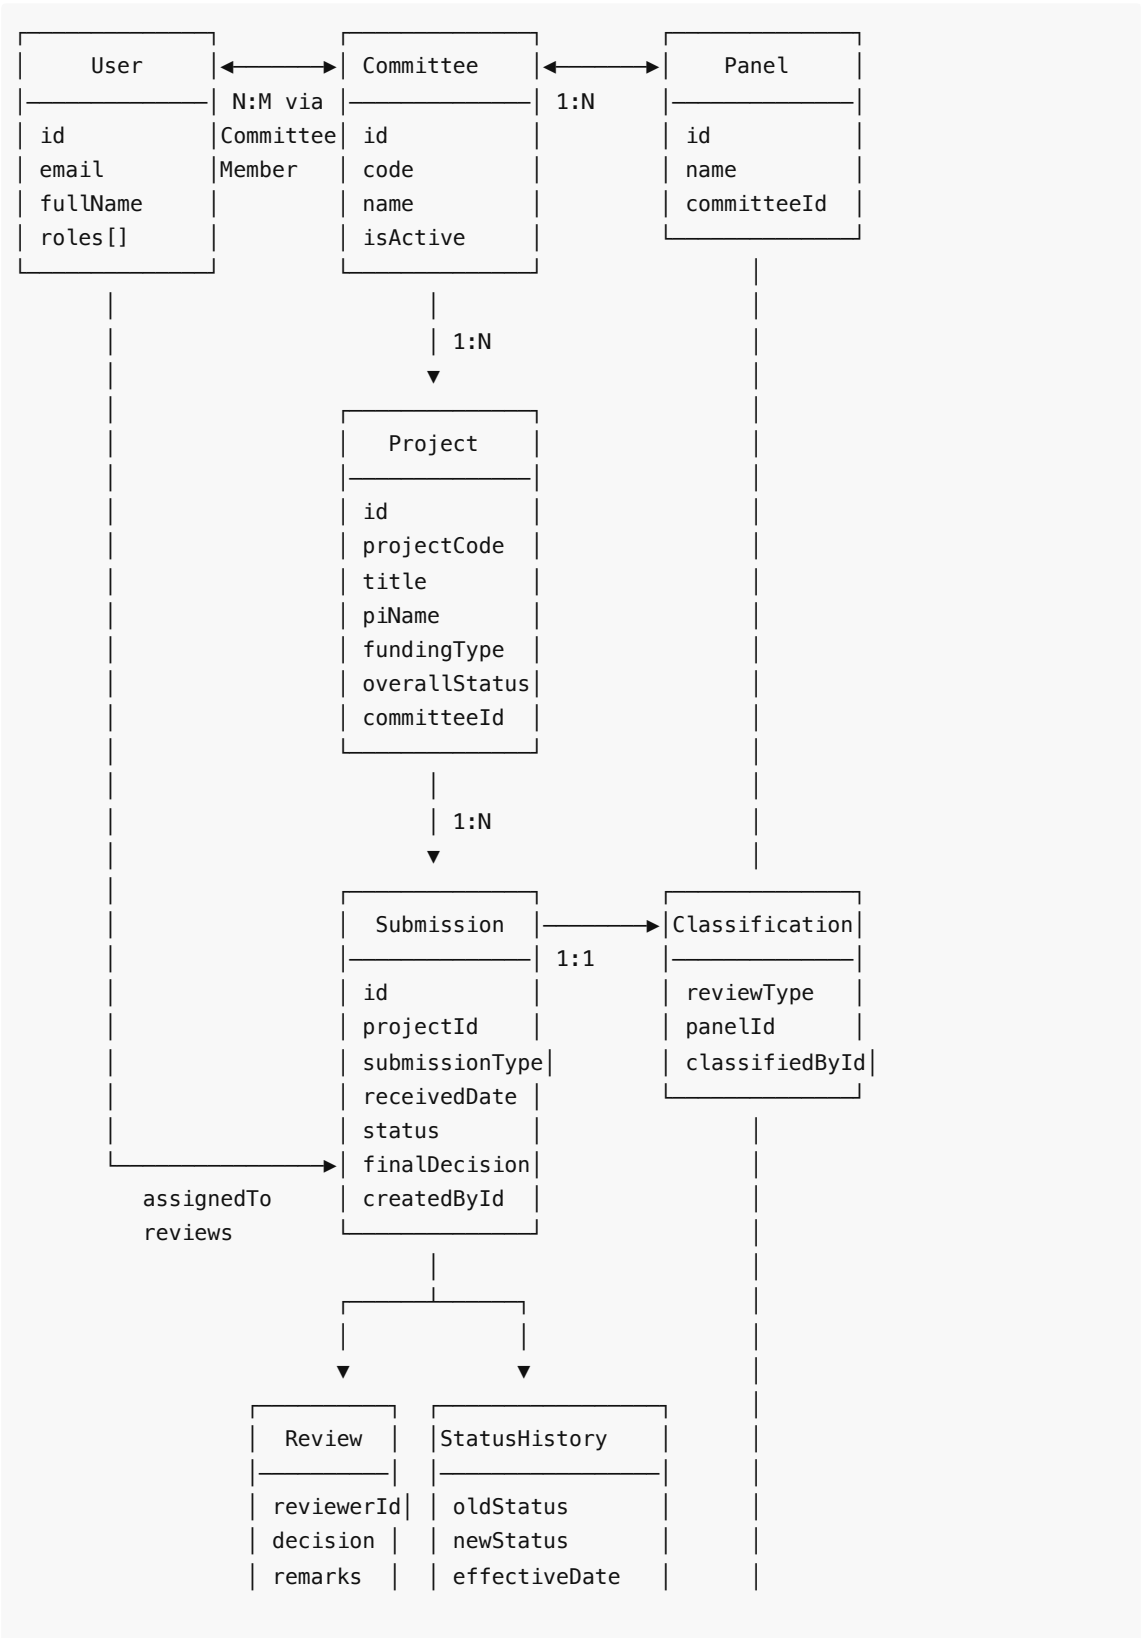 User Committee Panel
N:M via 1:N
id Committee id id
email Member code name
fullName name committeeId
roles[] isActive
1:N
Project
id
projectCode
title
piName
fundingType
overallStatus
committeeId
1:N
Submission Classification
1:1
id reviewType
projectId panelId
submissionType classifiedById
receivedDate
status
finalDecision
assignedTo createdById
reviews
Review StatusHistory
reviewerId oldStatus
decision newStatus
remarks effectiveDate